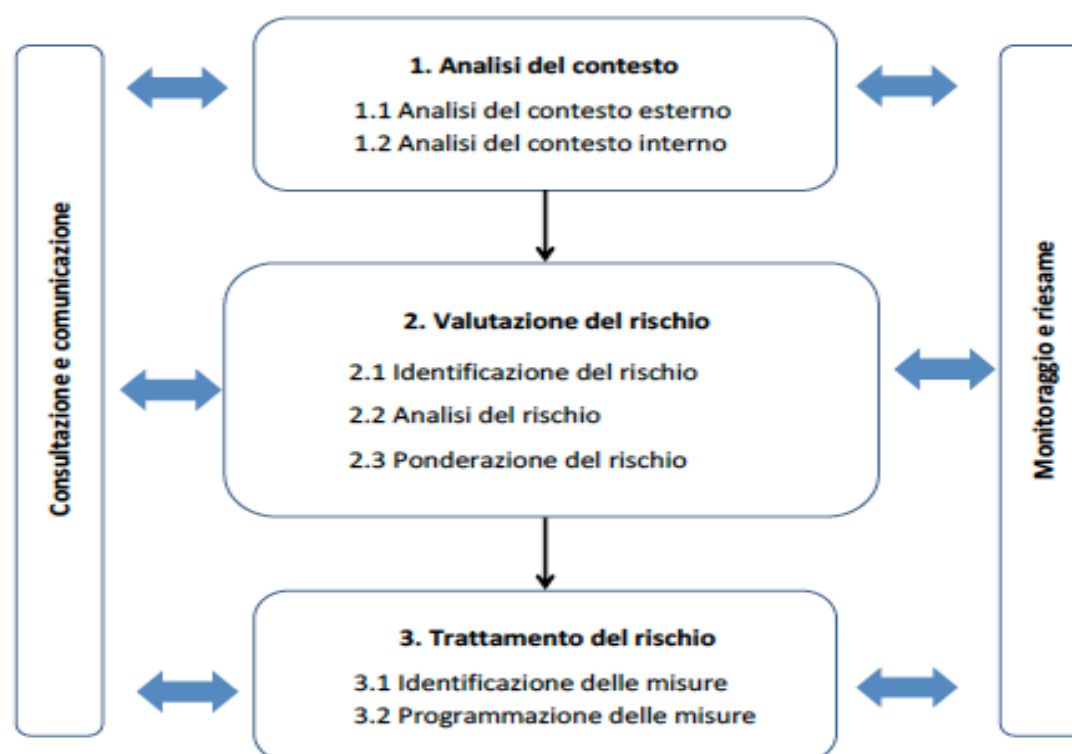 Consultazione e comunicazione
1. Analisi del contesto
1.1 Analisi del contesto esterno
1.2 Analisi del contesto interno
2. Valutazione del rischio
2.1 Identificazione del rischio
2.2 Analisi del rischio
2.3 Ponderazione del rischio
3. Trattamento del rischio
3.1 Identificazione delle misure
3.2 Programmazione delle misure
Monitoraggio e riesame